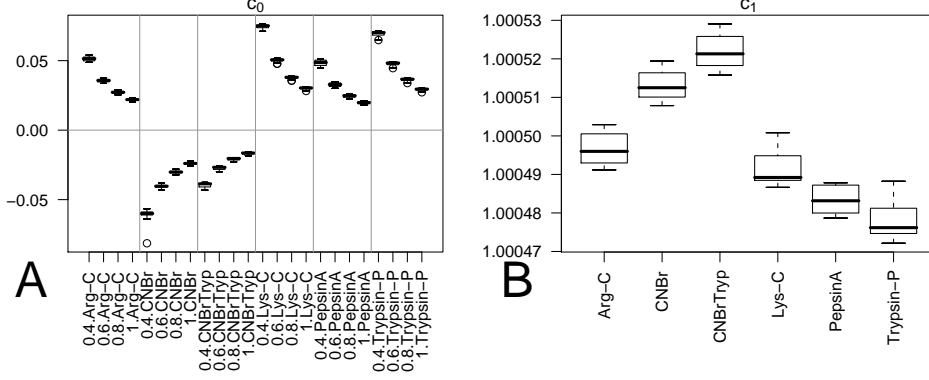 c0
0.05
0.00
−0.05
0.4.Arg−C
0.6.Arg−C
0.8.Arg−C
1.Arg−C
0.4.CNBr
0.6.CNBr
0.8.CNBr
1.CNBr
0.4.CNBrTryp
0.6.CNBrTryp
0.8.CNBrTryp
1.CNBrTryp
0.4.Lys−C
0.6.Lys−C
0.8.Lys−C
1.Lys−C
0.4.PepsinA
0.6.PepsinA
0.8.PepsinA
1.PepsinA
0.4.Trypsin−P
0.6.Trypsin−P
0.8.Trypsin−P
1.Trypsin−P
A
c1
1.00053
1.00052
1.00051
1.00050
1.00049
1.00048
1.00047
Arg−C
CNBr
CNBrTryp
Lys−C
PepsinA
Trypsin−P
B